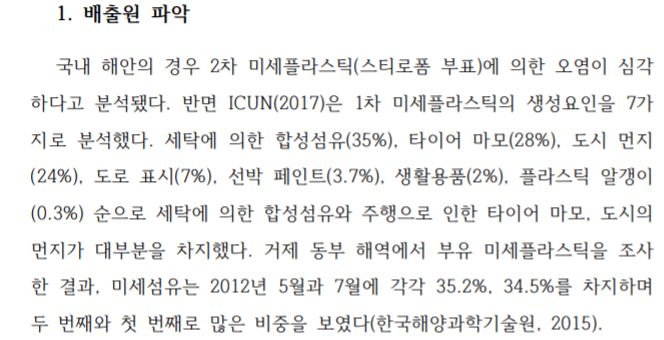 1. 배출원 파악
국내 해안의 경우 2차 미세플라스틱(스티로폼 부표)에 의한 오염이 심각
하다고 분석됐다. 반면 ICUN(2017)은 1차 미세플라스틱의 생성요인을 7가
지로 분석했다. 세탁에 의한 합성섬유(35%), 타이어 마모(28%), 도시 먼지
(24%), 도로 표시(7%), 선박 페인트(3.7%), 생활용품(2%), 플라스틱 알갱이
(0.3%) 순으로 세탁에 의한 합성섬유와 주행으로 인한 타이어 마모, 도시의
먼지가 대부분을 차지했다. 거제 동부 해역에서 부유 미세플라스틱을 조사
한 결과, 미세섬유는 2012년 5월과 7월에 각각 35.2%, 34.5%를 차지하며
두 번째와 첫 번째로 많은 비중을 보였다(한국해양과학기술원, 2015).